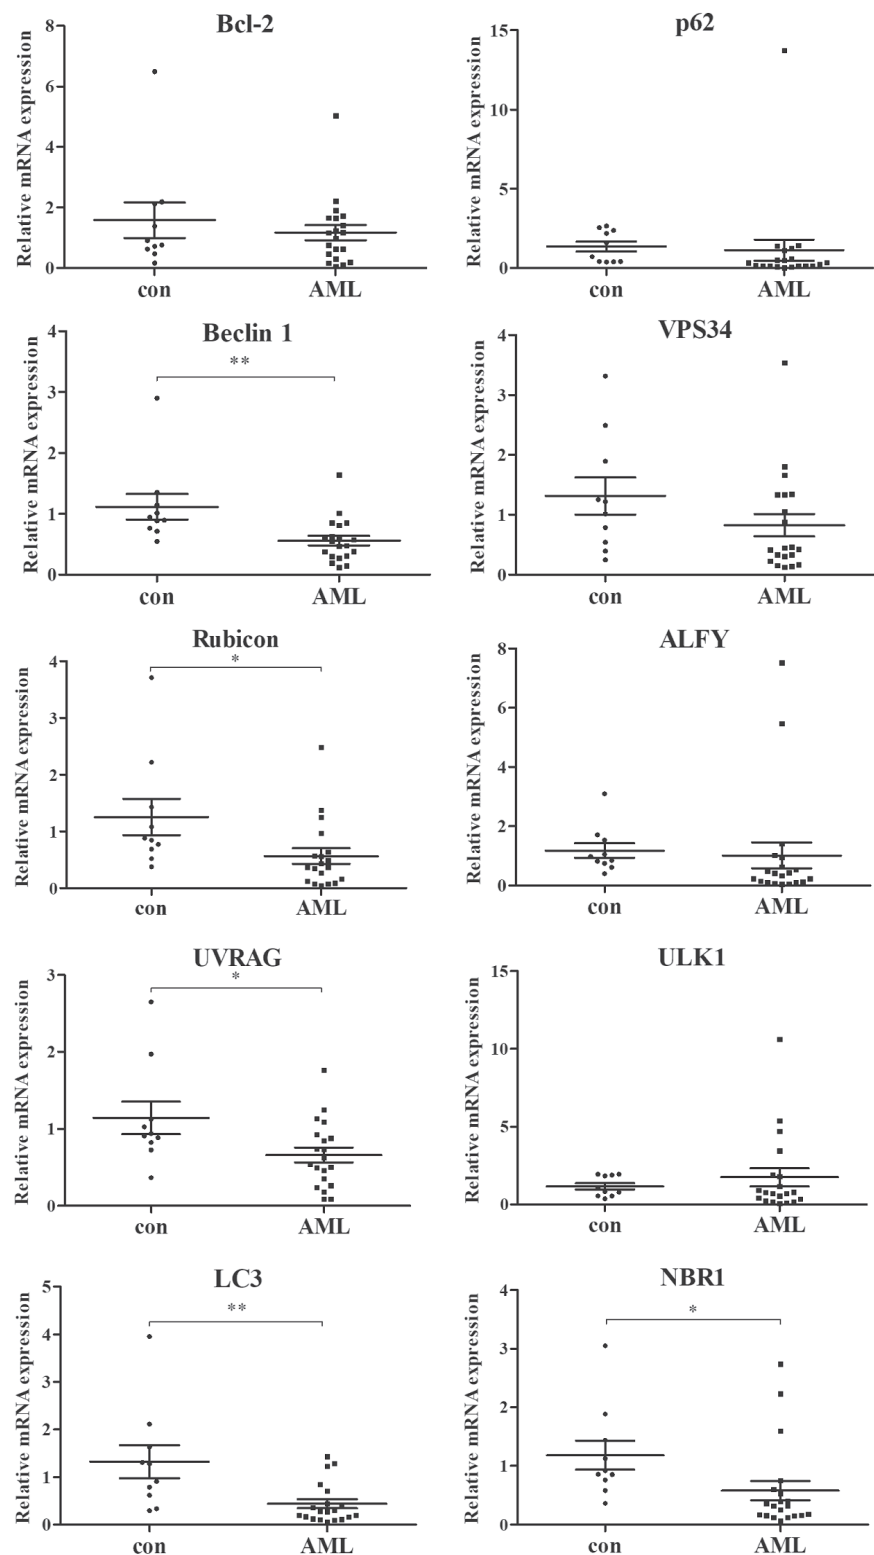 Bcl-2
Relative mRNA expression
8
6
4
2
0
con
AML
p62
Relative mRNA expression
15
10
5
0
con
AML
Beclin 1
**
Relative mRNA expression
4
3
2
1
0
con
AML
VPS34
Relative mRNA expression
4
3
2
1
0
con
AML
Rubicon
*
Relative mRNA expression
4
3
2
1
0
con
AML
ALFY
Relative mRNA expression
8
6
4
2
0
con
AML
UVRAG
*
Relative mRNA expression
3
2
1
0
con
AML
ULK1
Relative mRNA expression
15
10
5
0
con
AML
LC3
**
Relative mRNA expression
5
4
3
2
1
0
con
AML
NBR1
*
Relative mRNA expression
4
3
2
1
0
con
AML